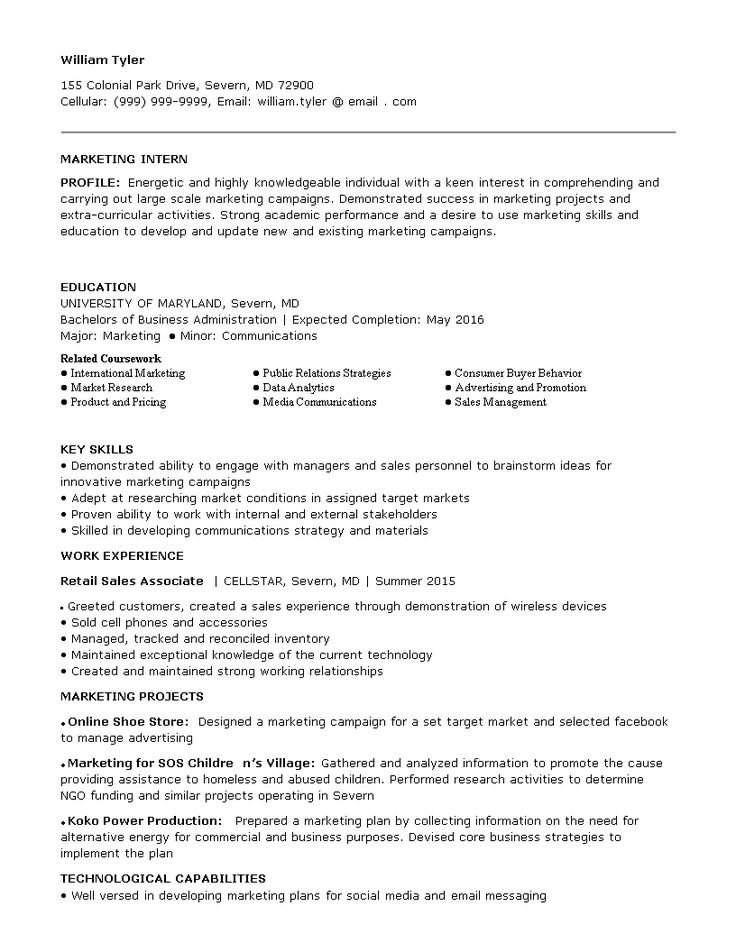 William Tyler
155 Colonial Park Drive, Severn, MD 72900
Cellular: (999) 999-9999, Email: william.tyler @ email . com
MARKETING INTERN
PROFILE: Energetic and highly knowledgeable individual with a keen interest in comprehending and
carrying out large scale marketing campaigns. Demonstrated success in marketing projects and
extra-curricular activities. Strong academic performance and a desire to use marketing skills and
education to develop and update new and existing marketing campaigns.
EDUCATION
UNIVERSITY OF MARYLAND, Severn, MD
Bachelors of Business Administration | Expected Completion: May 2016
Major: Marketing ● Minor: Communications
Related Coursework
● International Marketing ● Public Relations Strategies ● Consumer Buyer Behavior
● Market Research ● Data Analytics ● Advertising and Promotion
● Product and Pricing ● Media Communications ● Sales Management
KEY SKILLS
• Demonstrated ability to engage with managers and sales personnel to brainstorm ideas for
innovative marketing campaigns
• Adept at researching market conditions in assigned target markets
• Proven ability to work with internal and external stakeholders
• Skilled in developing communications strategy and materials
WORK EXPERIENCE
Retail Sales Associate | CELLSTAR, Severn, MD | Summer 2015
• Greeted customers, created a sales experience through demonstration of wireless devices
• Sold cell phones and accessories
• Managed, tracked and reconciled inventory
• Maintained exceptional knowledge of the current technology
• Created and maintained strong working relationships
MARKETING PROJECTS
• Online Shoe Store: Designed a marketing campaign for a set target market and selected facebook
to manage advertising
• Marketing for SOS Childre n's Village: Gathered and analyzed information to promote the cause
providing assistance to homeless and abused children. Performed research activities to determine
NGO funding and similar projects operating in Severn
• Koko Power Production: Prepared a marketing plan by collecting information on the need for
alternative energy for commercial and business purposes. Devised core business strategies to
implement the plan
TECHNOLOGICAL CAPABILITIES
• Well versed in developing marketing plans for social media and email messaging